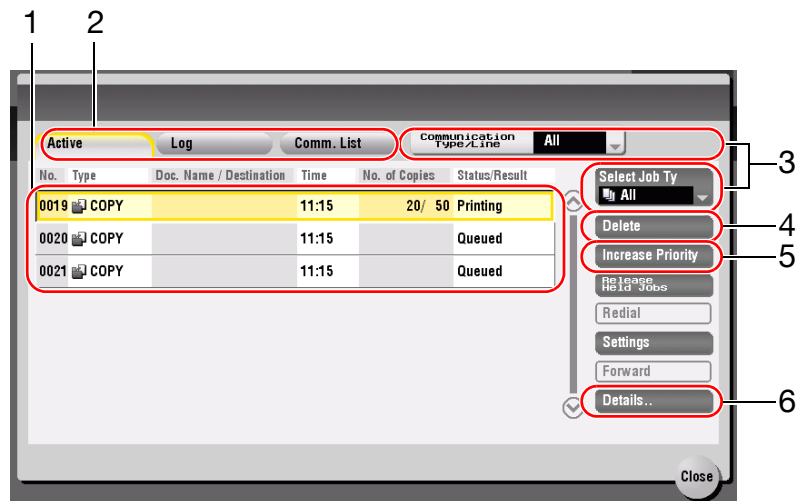 1 2
Active Log Comm. List Communication Type/Line All
3
No. Type Doc. Name / Destination Time No. of Copies Status/Result
Select Job Ty
All
0019 COPY 11:15 20/ 50 Printing
Delete 4
0020 COPY 11:15 Queued
Increase Priority 5
0021 COPY 11:15 Queued
Release
Held Jobs
Redial
Settings
Forward
Details.. 6
Close